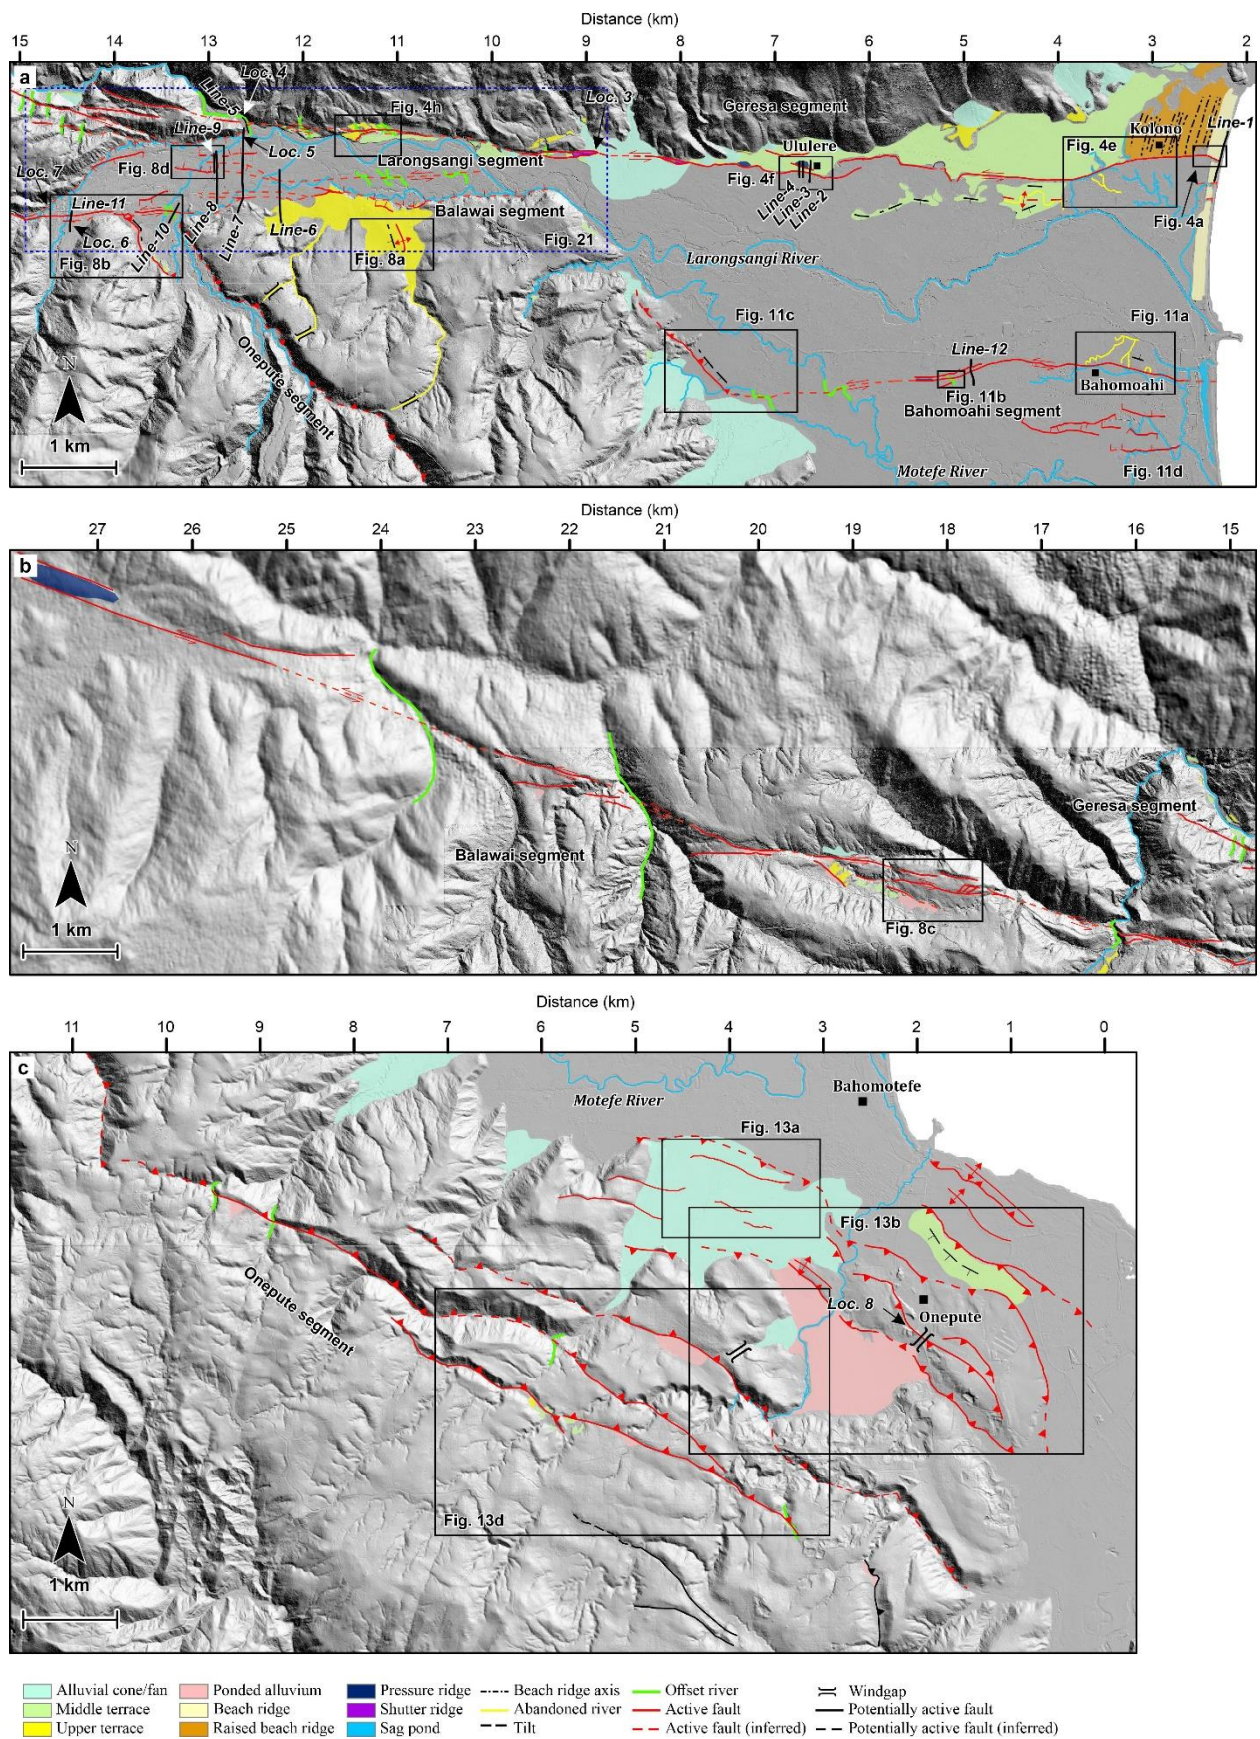 Distance (km)
15 14 13 12 11 10 9 8 7 6 5 4 3 2
a
Loc. 4
Line-5
Fig. 4h
Loc. 3
Geresa segment
Line-1
Line-9
Kolono
Loc. 5
Ululere
Fig. 4e
Larongsangi segment
Loc. 7
Fig. 8d
Fig. 4f
Line-4
Line-3
Line-2
Line-11
Balawai segment
Fig. 4a
Loc. 6
Line-10
Line-8
Line-7
Line-6
Fig. 21
Fig. 8b
Fig. 8a
Larongsangi River
Fig. 11c
Fig. 11a
Onepute segment
Line-12
N
Bahomoahi
Fig. 11b
Bahomoahi segment
1 km
Motefe River
Fig. 11d
Distance (km)
27 26 25 24 23 22 21 20 19 18 17 16 15
b
Geresa segment
N
Balawai segment
1 km
Fig. 8c
Distance (km)
11 10 9 8 7 6 5 4 3 2 1 0
c
Bahomotefe
Motefe River
Fig. 13a
Fig. 13b
Onepute segment
Loc. 8
Onepute
N
Fig. 13d
1 km
Alluvial cone/fan
Ponded alluvium
Pressure ridge
Beach ridge axis
Offset river
Windgap
Middle terrace
Beach ridge
Shutter ridge
Abandoned river
Active fault
Potentially active fault
Upper terrace
Raised beach ridge
Sag pond
Tilt
Active fault (inferred)
Potentially active fault (inferred)